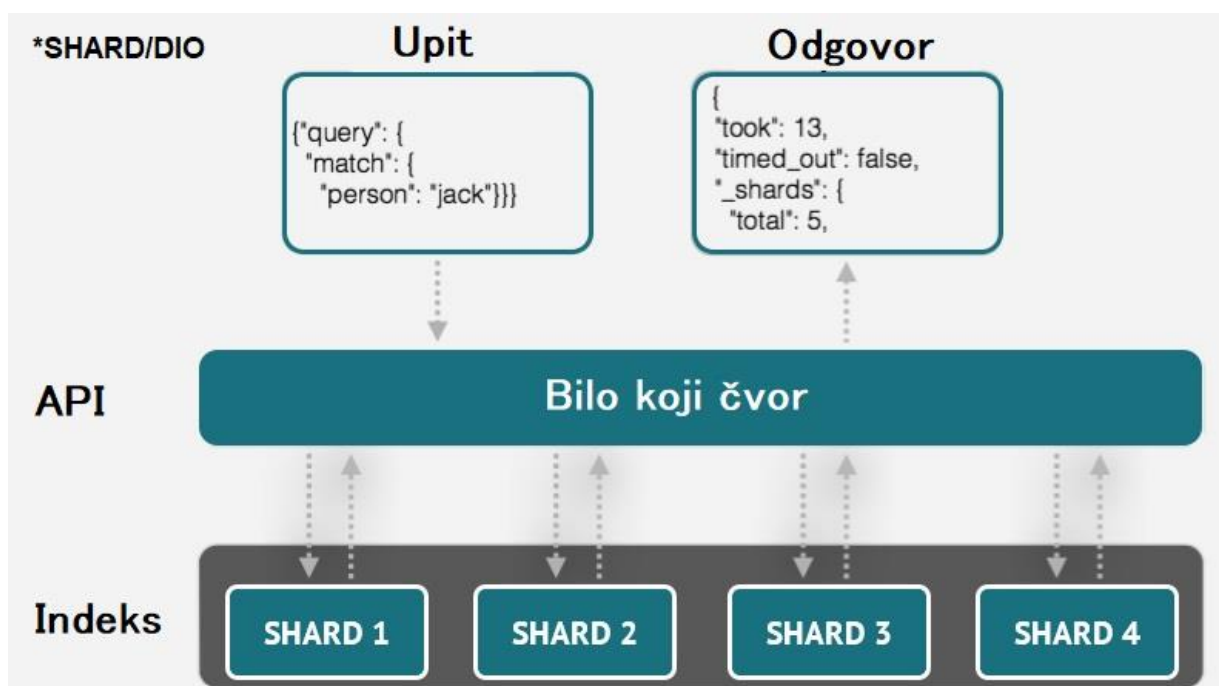 *SHARD/DIO
Upit
Odgovor
{"query": {
"match": {
"person": "jack"}}}
{
"took": 13,
"timed_out": false,
"_shards": {
"total": 5,
API
Bilo koji čvor
Indeks
SHARD 1
SHARD 2
SHARD 3
SHARD 4